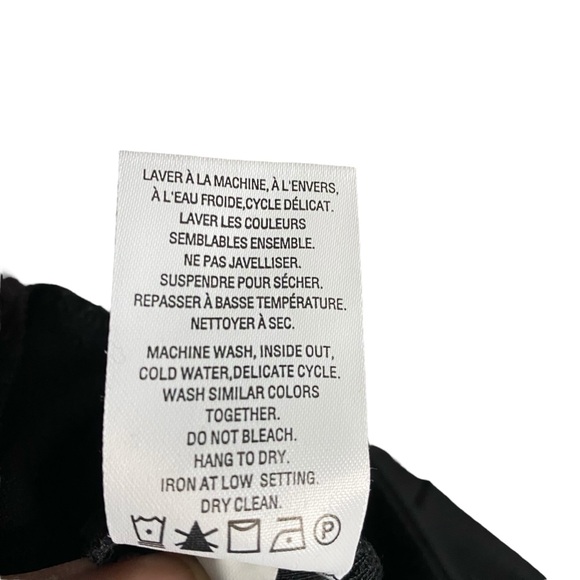 LAVER À LA MACHINE, À L'ENVERS,
À L'EAU FROIDE,CYCLE DÉLICAT.
LAVER LES COULEURS
SEMBLABLES ENSEMBLE.
NE PAS JAVELLISER.
SUSPENDRE POUR SÉCHER.
REPASSER À BASSE TEMPÉRATURE.
NETTOYER À SEC.
MACHINE WASH, INSIDE OUT,
COLD WATER,DELICATE CYCLE.
WASH SIMILAR COLORS
TOGETHER.
DO NOT BLEACH.
HANG TO DRY.
IRON AT LOW SETTING.
DRY CLEAN.
P